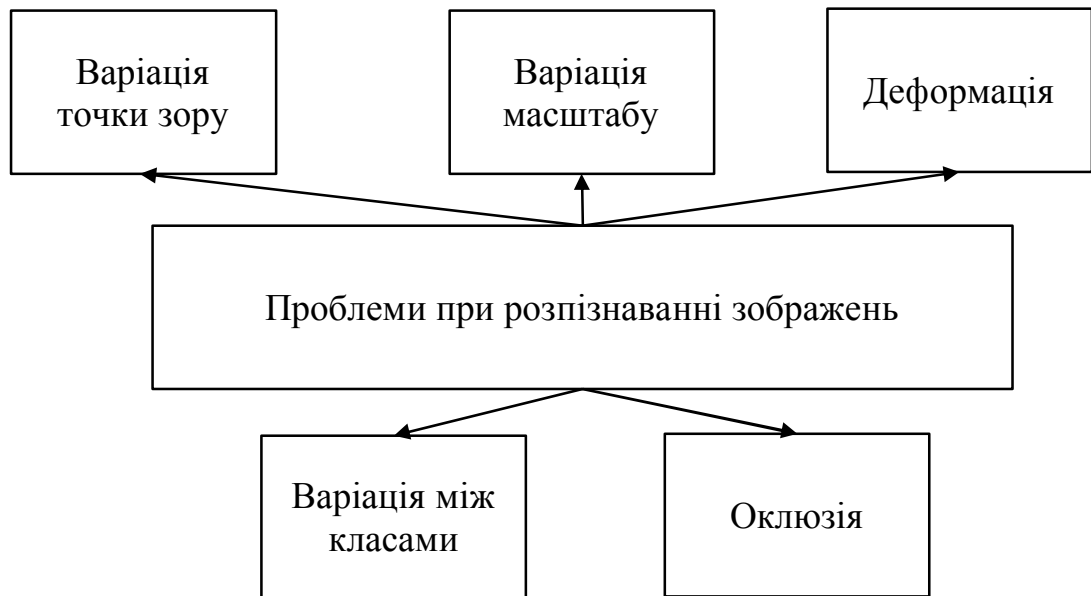 Варіація
точки зору
Варіація
масштабу
Деформація
Проблеми при розпізнаванні зображень
Варіація між
класами
Оклюзія